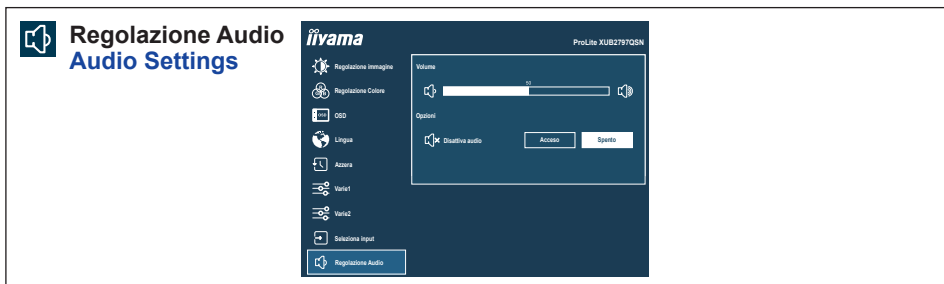 Regolazione Audio
Audio Settings
iiyama
ProLite XUB2797QSN
Regolazione immagine
Regolazione Colore
OSD
OSD
Lingua
Azzera
Varie1
Varie2
Seleziona input
Regolazione Audio
Volume
50
Opzioni
Disattiva audio
Acceso
Spento